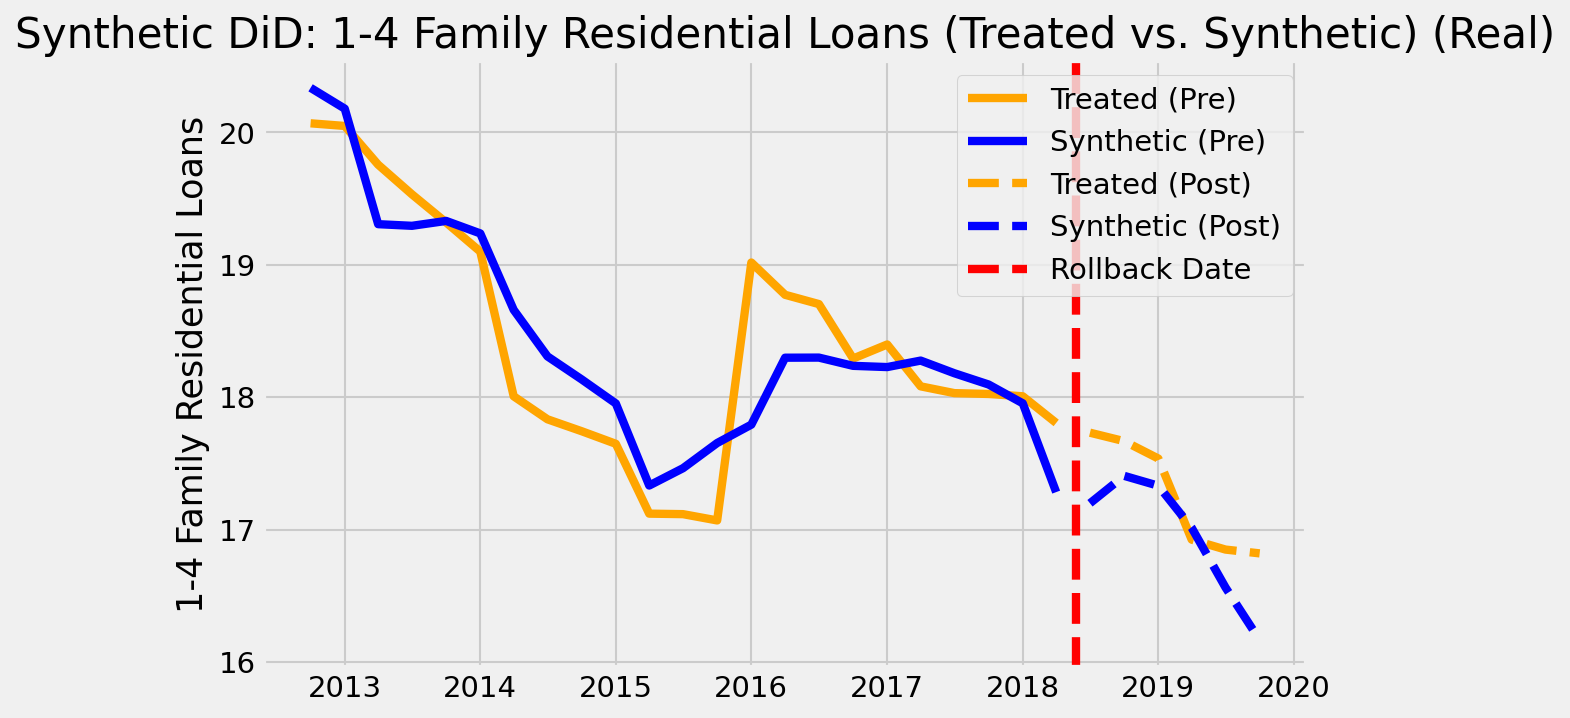 Synthetic DiD: 1-4 Family Residential Loans (Treated vs. Synthetic) (Real)
1-4 Family Residential Loans
20
19
18
17
16
Treated (Pre)
Synthetic (Pre)
Treated (Post)
Synthetic (Post)
Rollback Date
2013
2014
2015
2016
2017
2018
2019
2020